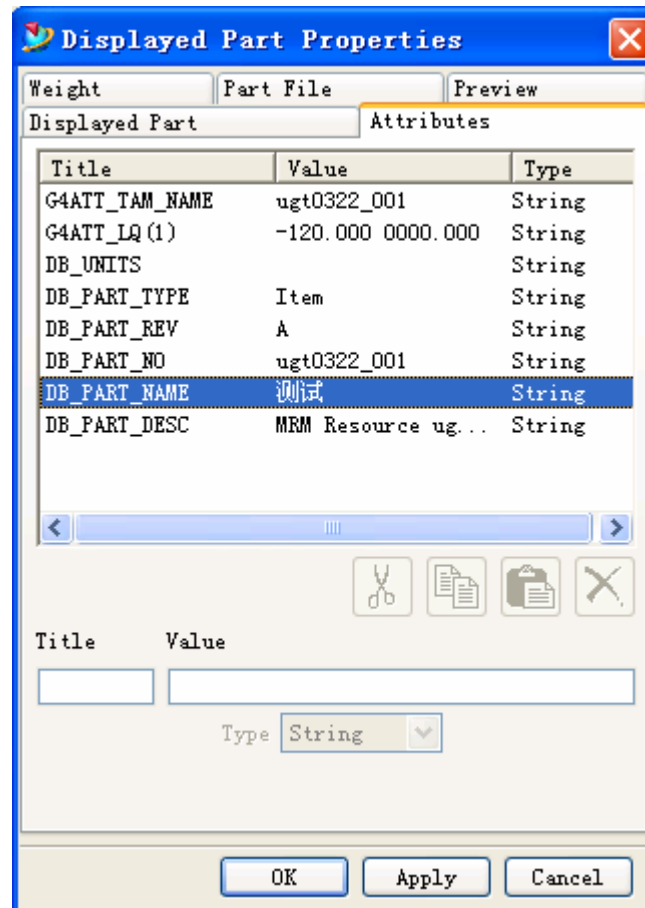 Displayed Part Properties
Weight Part File Preview
Displayed Part Attributes
Title Value Type
G4ATT_TAM_NAME ugt0322_001 String
G4ATT_LQ(1) -120.000 0000.000 String
DB_UNITS String
DB_PART_TYPE Item String
DB_PART_REV A String
DB_PART_NO ugt0322_001 String
DB_PART_NAME 测试 String
DB_PART_DESC MRM Resource ug... String
Title Value
Type String
OK Apply Cancel